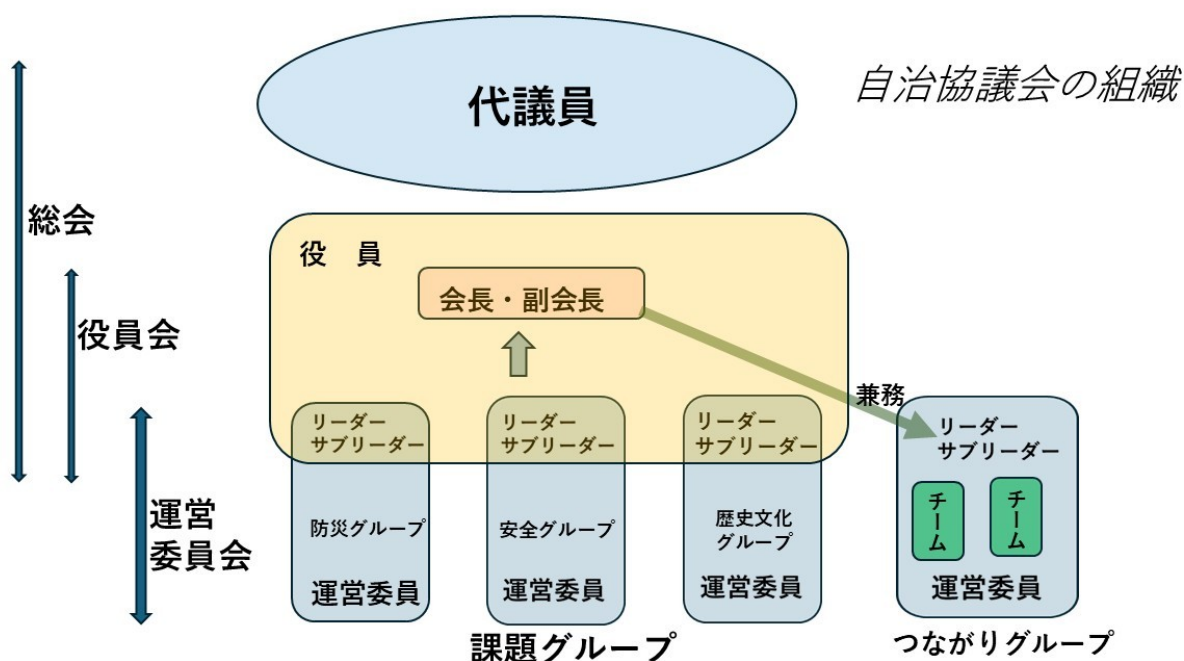 自治協議会の組織
代議員
総会
役員会
運営
委員会
役　員
会長・副会長
兼務
リーダー
サブリーダー
防災グループ
運営委員
リーダー
サブリーダー
安全グループ
運営委員
リーダー
サブリーダー
歴史文化
グループ
運営委員
課題グループ
リーダー
サブリーダー
チーム
チーム
運営委員
つながりグループ